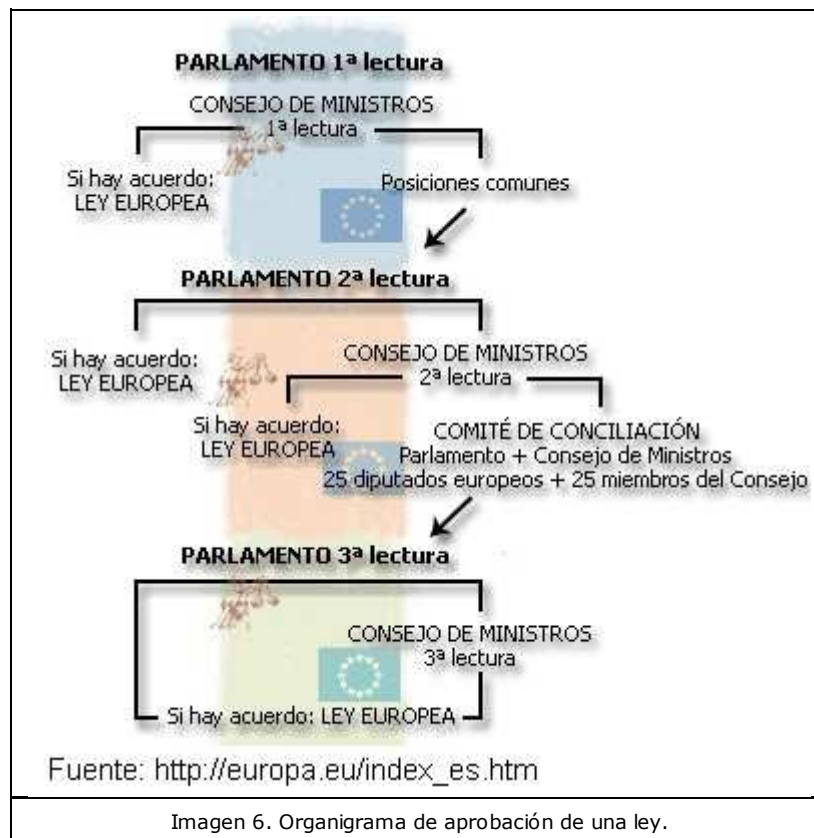 PARLAMENTO 1ª lectura
CONSEJO DE MINISTROS
1ª lectura
Si hay acuerdo:
LEY EUROPEA
Posiciones comunes
PARLAMENTO 2ª lectura
Si hay acuerdo:
LEY EUROPEA
CONSEJO DE MINISTROS
2ª lectura
Si hay acuerdo:
LEY EUROPEA
COMITÉ DE CONCILIACIÓN
Parlamento + Consejo de Ministros
25 diputados europeos + 25 miembros del Consejo
PARLAMENTO 3ª lectura
CONSEJO DE MINISTROS
3ª lectura
Si hay acuerdo: LEY EUROPEA
Fuente: http://europa.eu/index_es.htm
Imagen 6. Organigrama de aprobación de una ley.